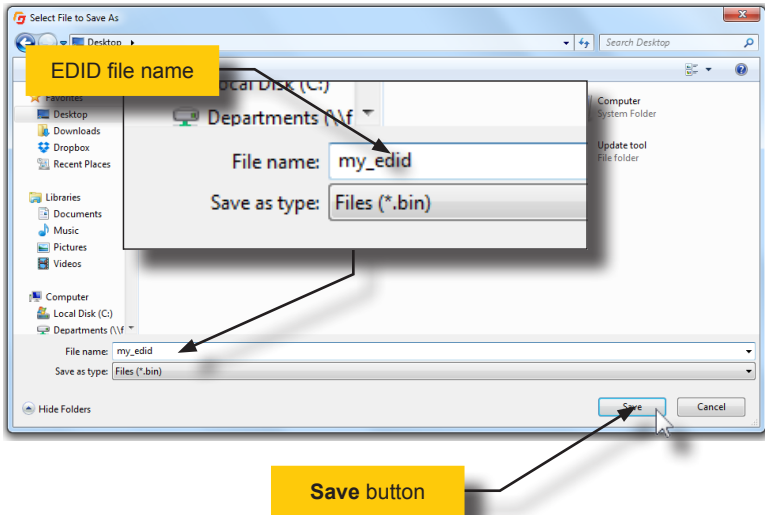 Select File to Save As
Desktop
Search Desktop
EDID file name
Favorites
Desktop
Downloads
Dropbox
Recent Places
Libraries
Documents
Music
Pictures
Videos
Computer
Local Disk (C:)
Departments (\\f
Local Disk (C:)
Departments (\\f
File name: my_edid
Save as type: Files (*.bin)
Computer
System Folder
Update tool
File folder
File name: my_edid
Save as type: Files (*.bin)
Hide Folders
Save
Cancel
Save button